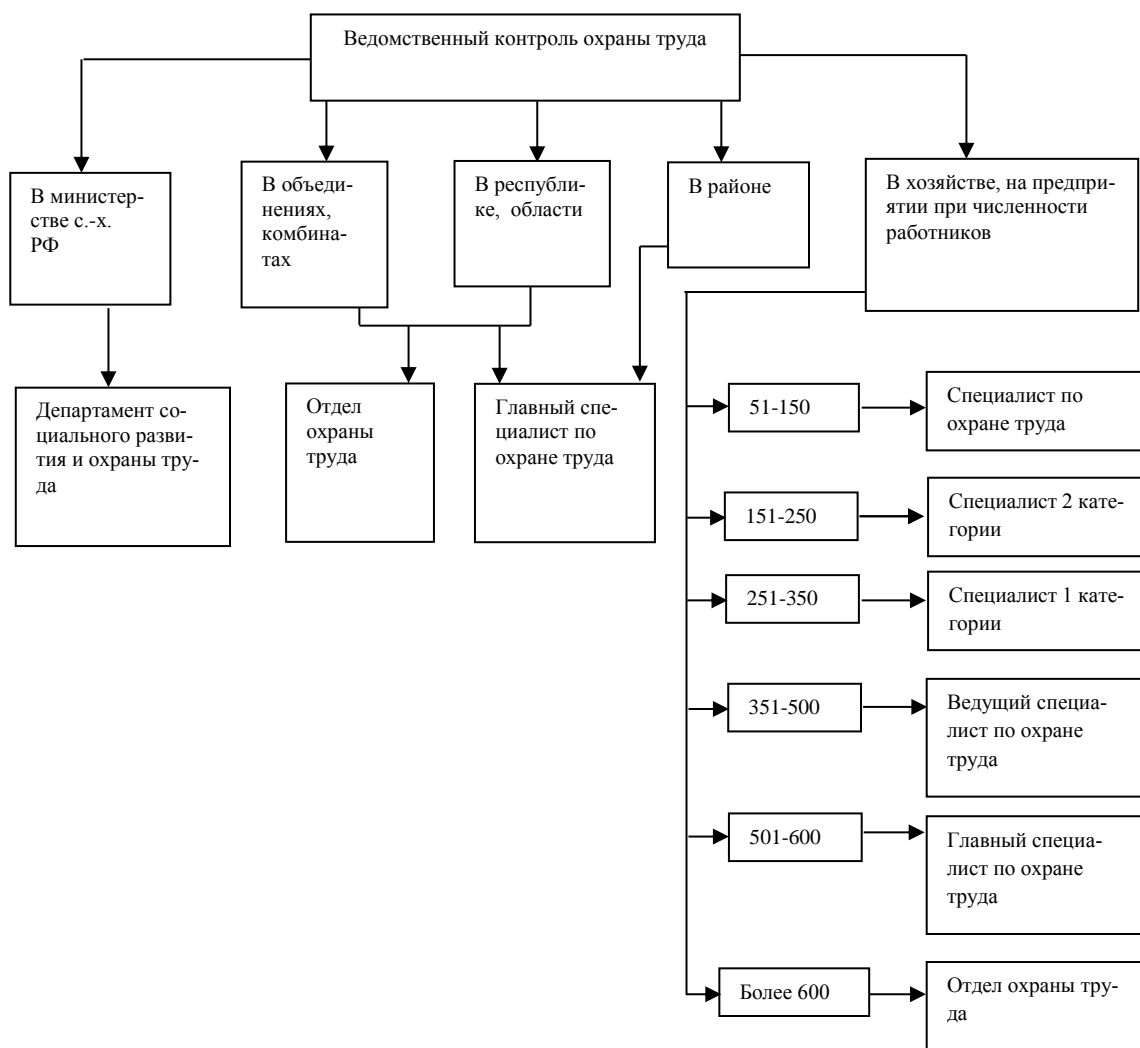 Ведомственный контроль охраны труда
В министер-
стве с.-х.
РФ
В объеди-
нениях,
комбина-
тах
В республи-
ке, области
В районе
В хозяйстве, на предпри-
ятии при численности
работников
Департамент со-
циального разви-
тия и охраны тру-
да
Отдел
охраны
труда
Главный спе-
циалист по
охране труда
51-150
Специалист по
охране труда
151-250
Специалист 2 кате-
гории
251-350
Специалист 1 кате-
гории
351-500
Ведущий специа-
лист по охране
труда
501-600
Главный специа-
лист по охране
труда
Более 600
Отдел охраны тру-
да